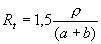 R_t = 1,5 ρ / (a + b)